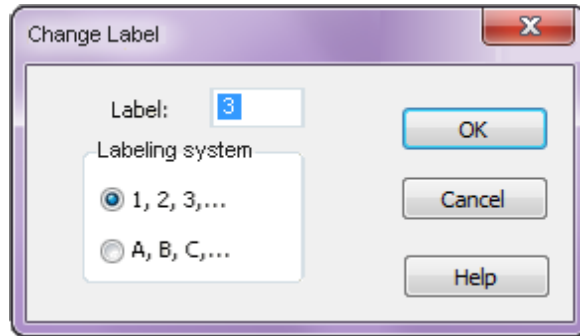 Change Label
Label: 3
OK
Labeling system
1, 2, 3,...
Cancel
A, B, C,...
Help